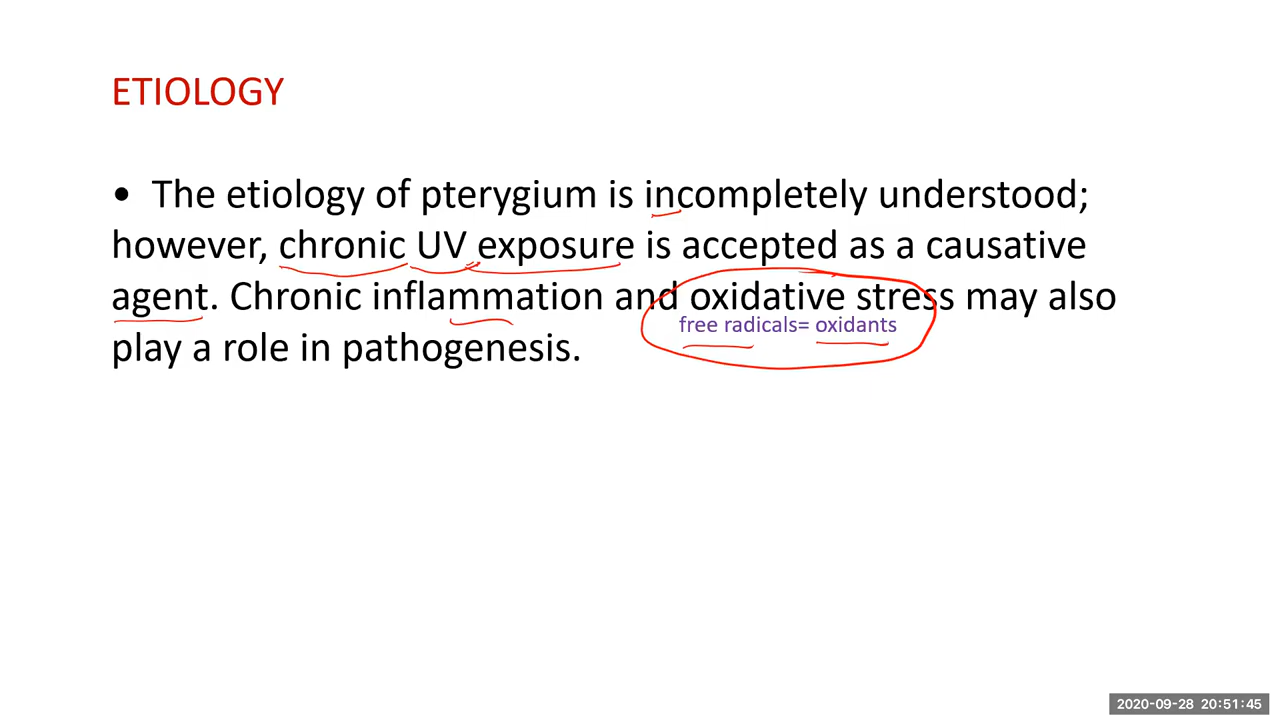 ETIOLOGY
• The etiology of pterygium is incompletely understood;
however, chronic UV exposure is accepted as a causative
agent. Chronic inflammation and oxidative stress may also
free radicals= oxidants
play a role in pathogenesis.
2020-09-28 20:51:45